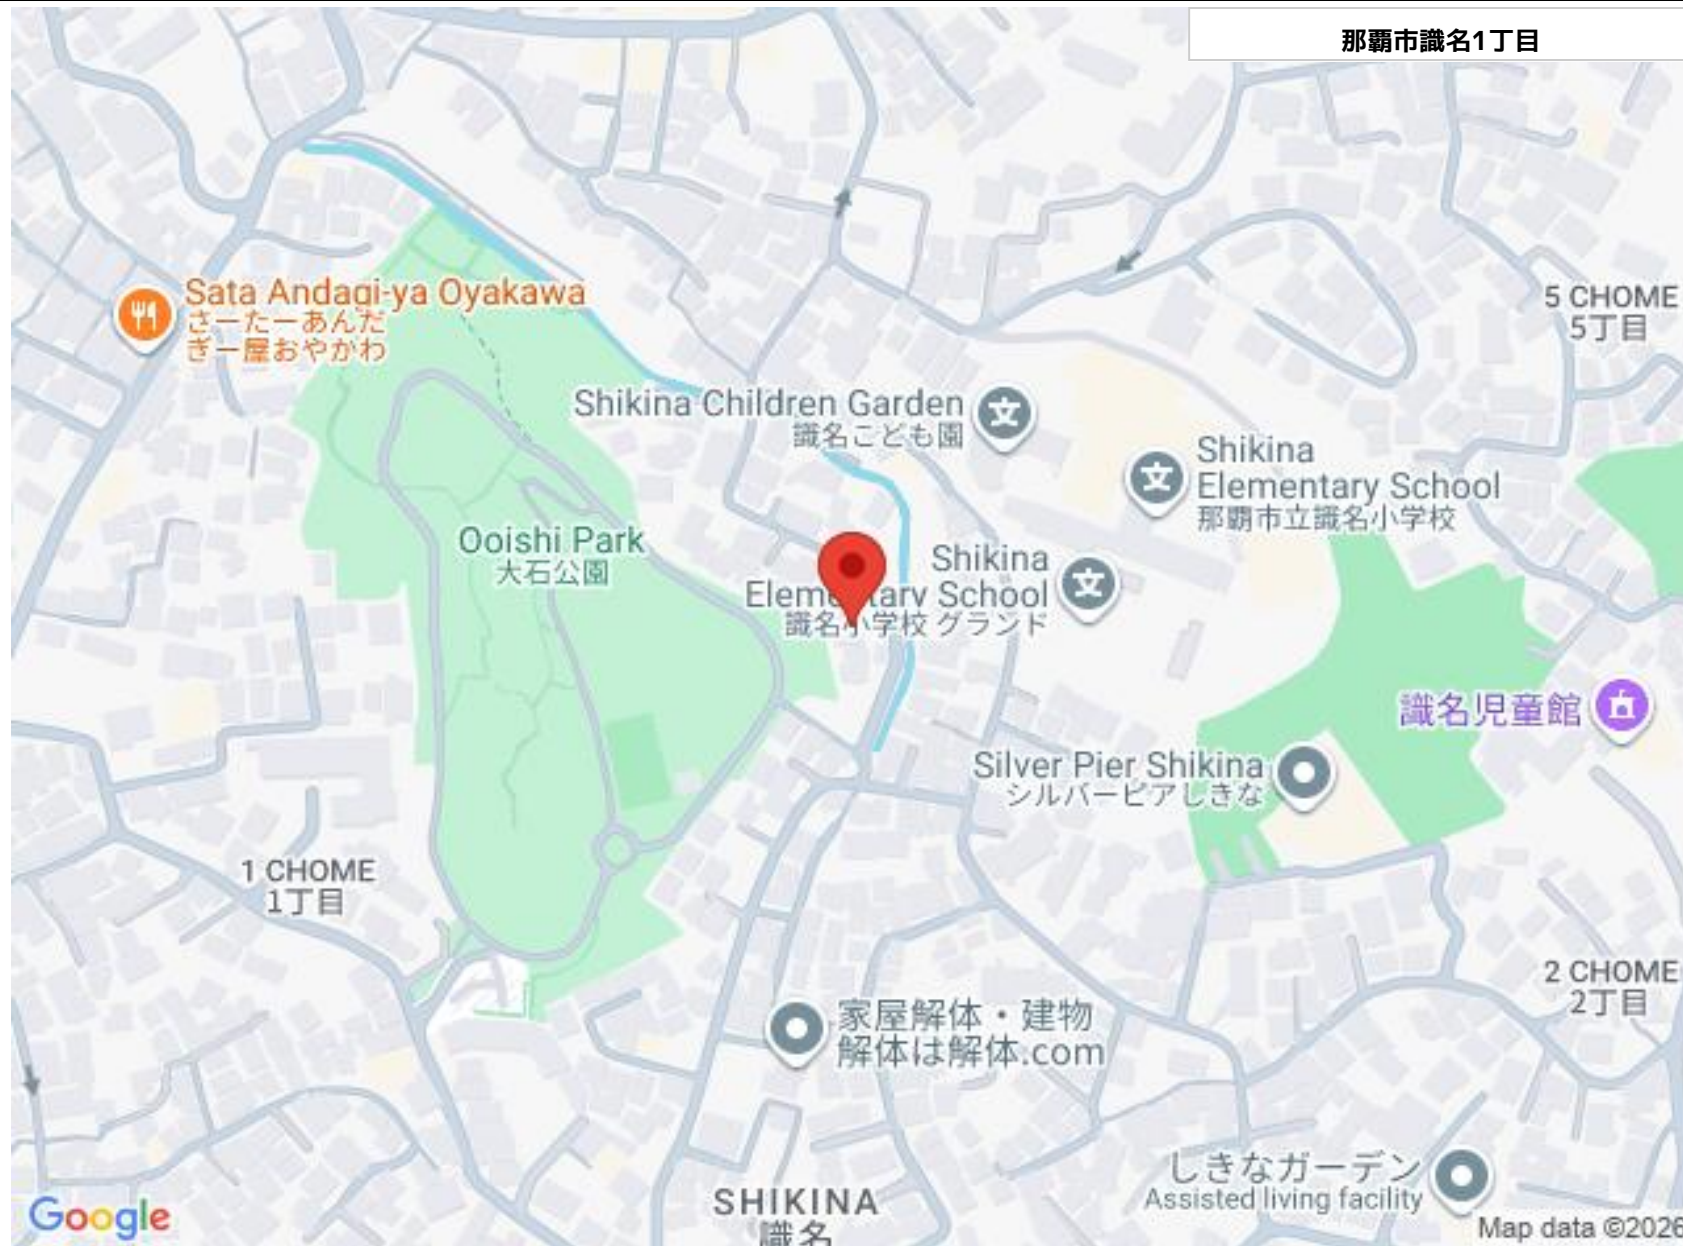 那覇市識名1丁目
Sata Andagi-ya Oyakawa
さーたーあんだ
ぎー屋おやかわ
5 CHOME
5丁目
Shikina Children Garden
識名こども園
Shikina
Elementary School
那覇市立識名小学校
Ooishi Park
大石公園
Shikina
Elementary School
識名小学校 グランド
識名児童館
Silver Pier Shikina
シルバーピアしきな
1 CHOME
1丁目
2 CHOME
2丁目
家屋解体・建物
解体は解体.com
しきなガーデン
Assisted living facility
SHIKINA
識名
Google
Map data ©2026